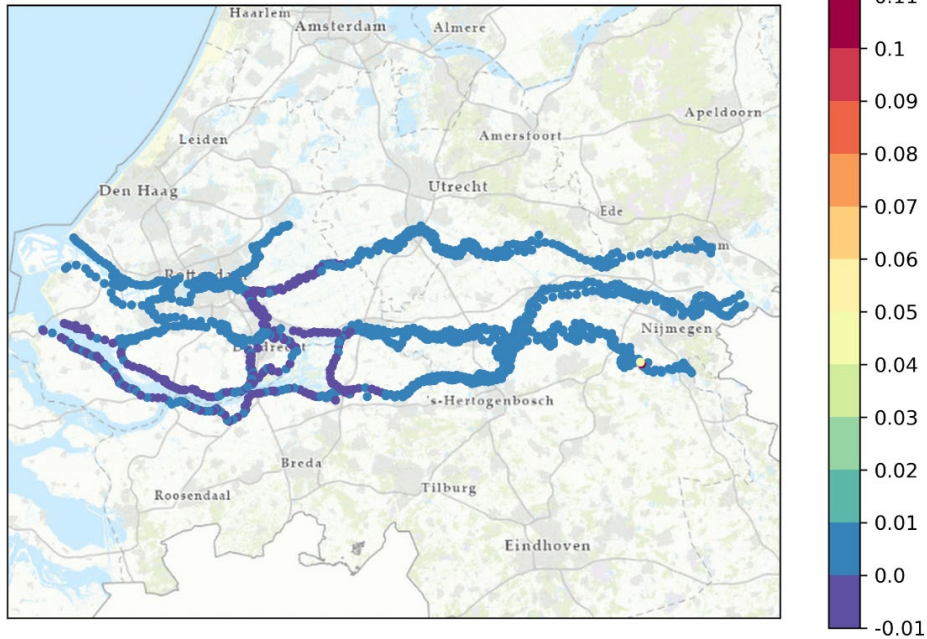 Haarlem
Amsterdam
Almere
Leiden
Apeldoorn
Amersfoort
Den Haag
Utrecht
Ede
Nijmegen
's-Hertogenbosch
Breda
Tilburg
Roosendaal
Eindhoven
0.11
0.1
0.09
0.08
0.07
0.06
0.05
0.04
0.03
0.02
0.01
0.0
-0.01